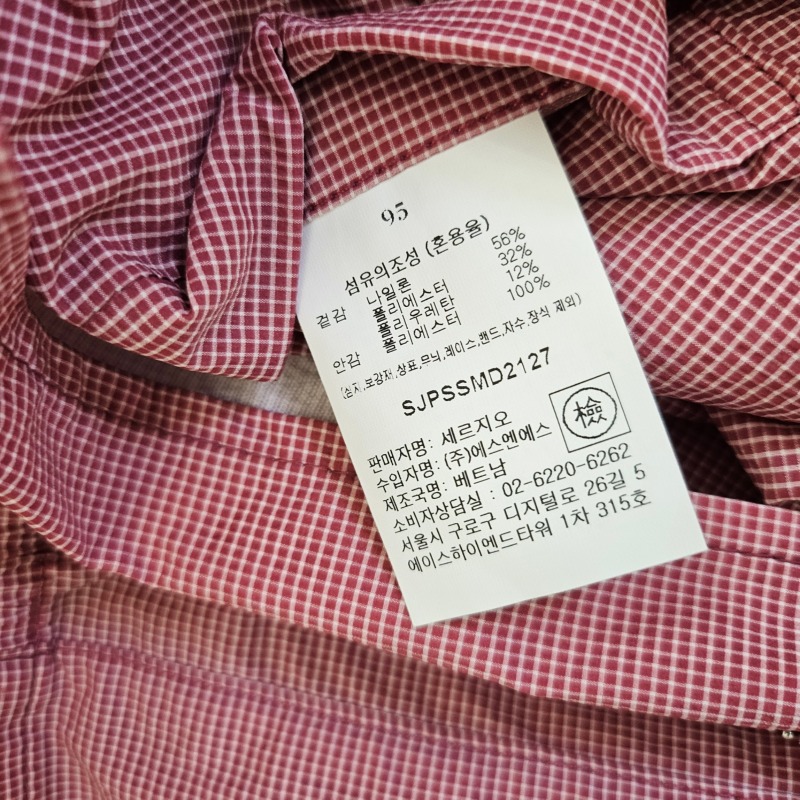 95
섬유의조성 (혼용율)
겉감 나일론 56%
폴리에스터 32%
폴리우레탄 12%
안감 폴리에스터 100%
(심지,보강재,상표,무늬,레이스,밴드,자수,장식 제외)
SJPSSMD2127
檢
판매자명: 세르지오
수입자명: (주)에스엔에스
제조국명: 베트남
소비자상담실 : 02-6220-6262
서울시 구로구 디지털로 26길 5
에이스하이엔드타워 1차 315호